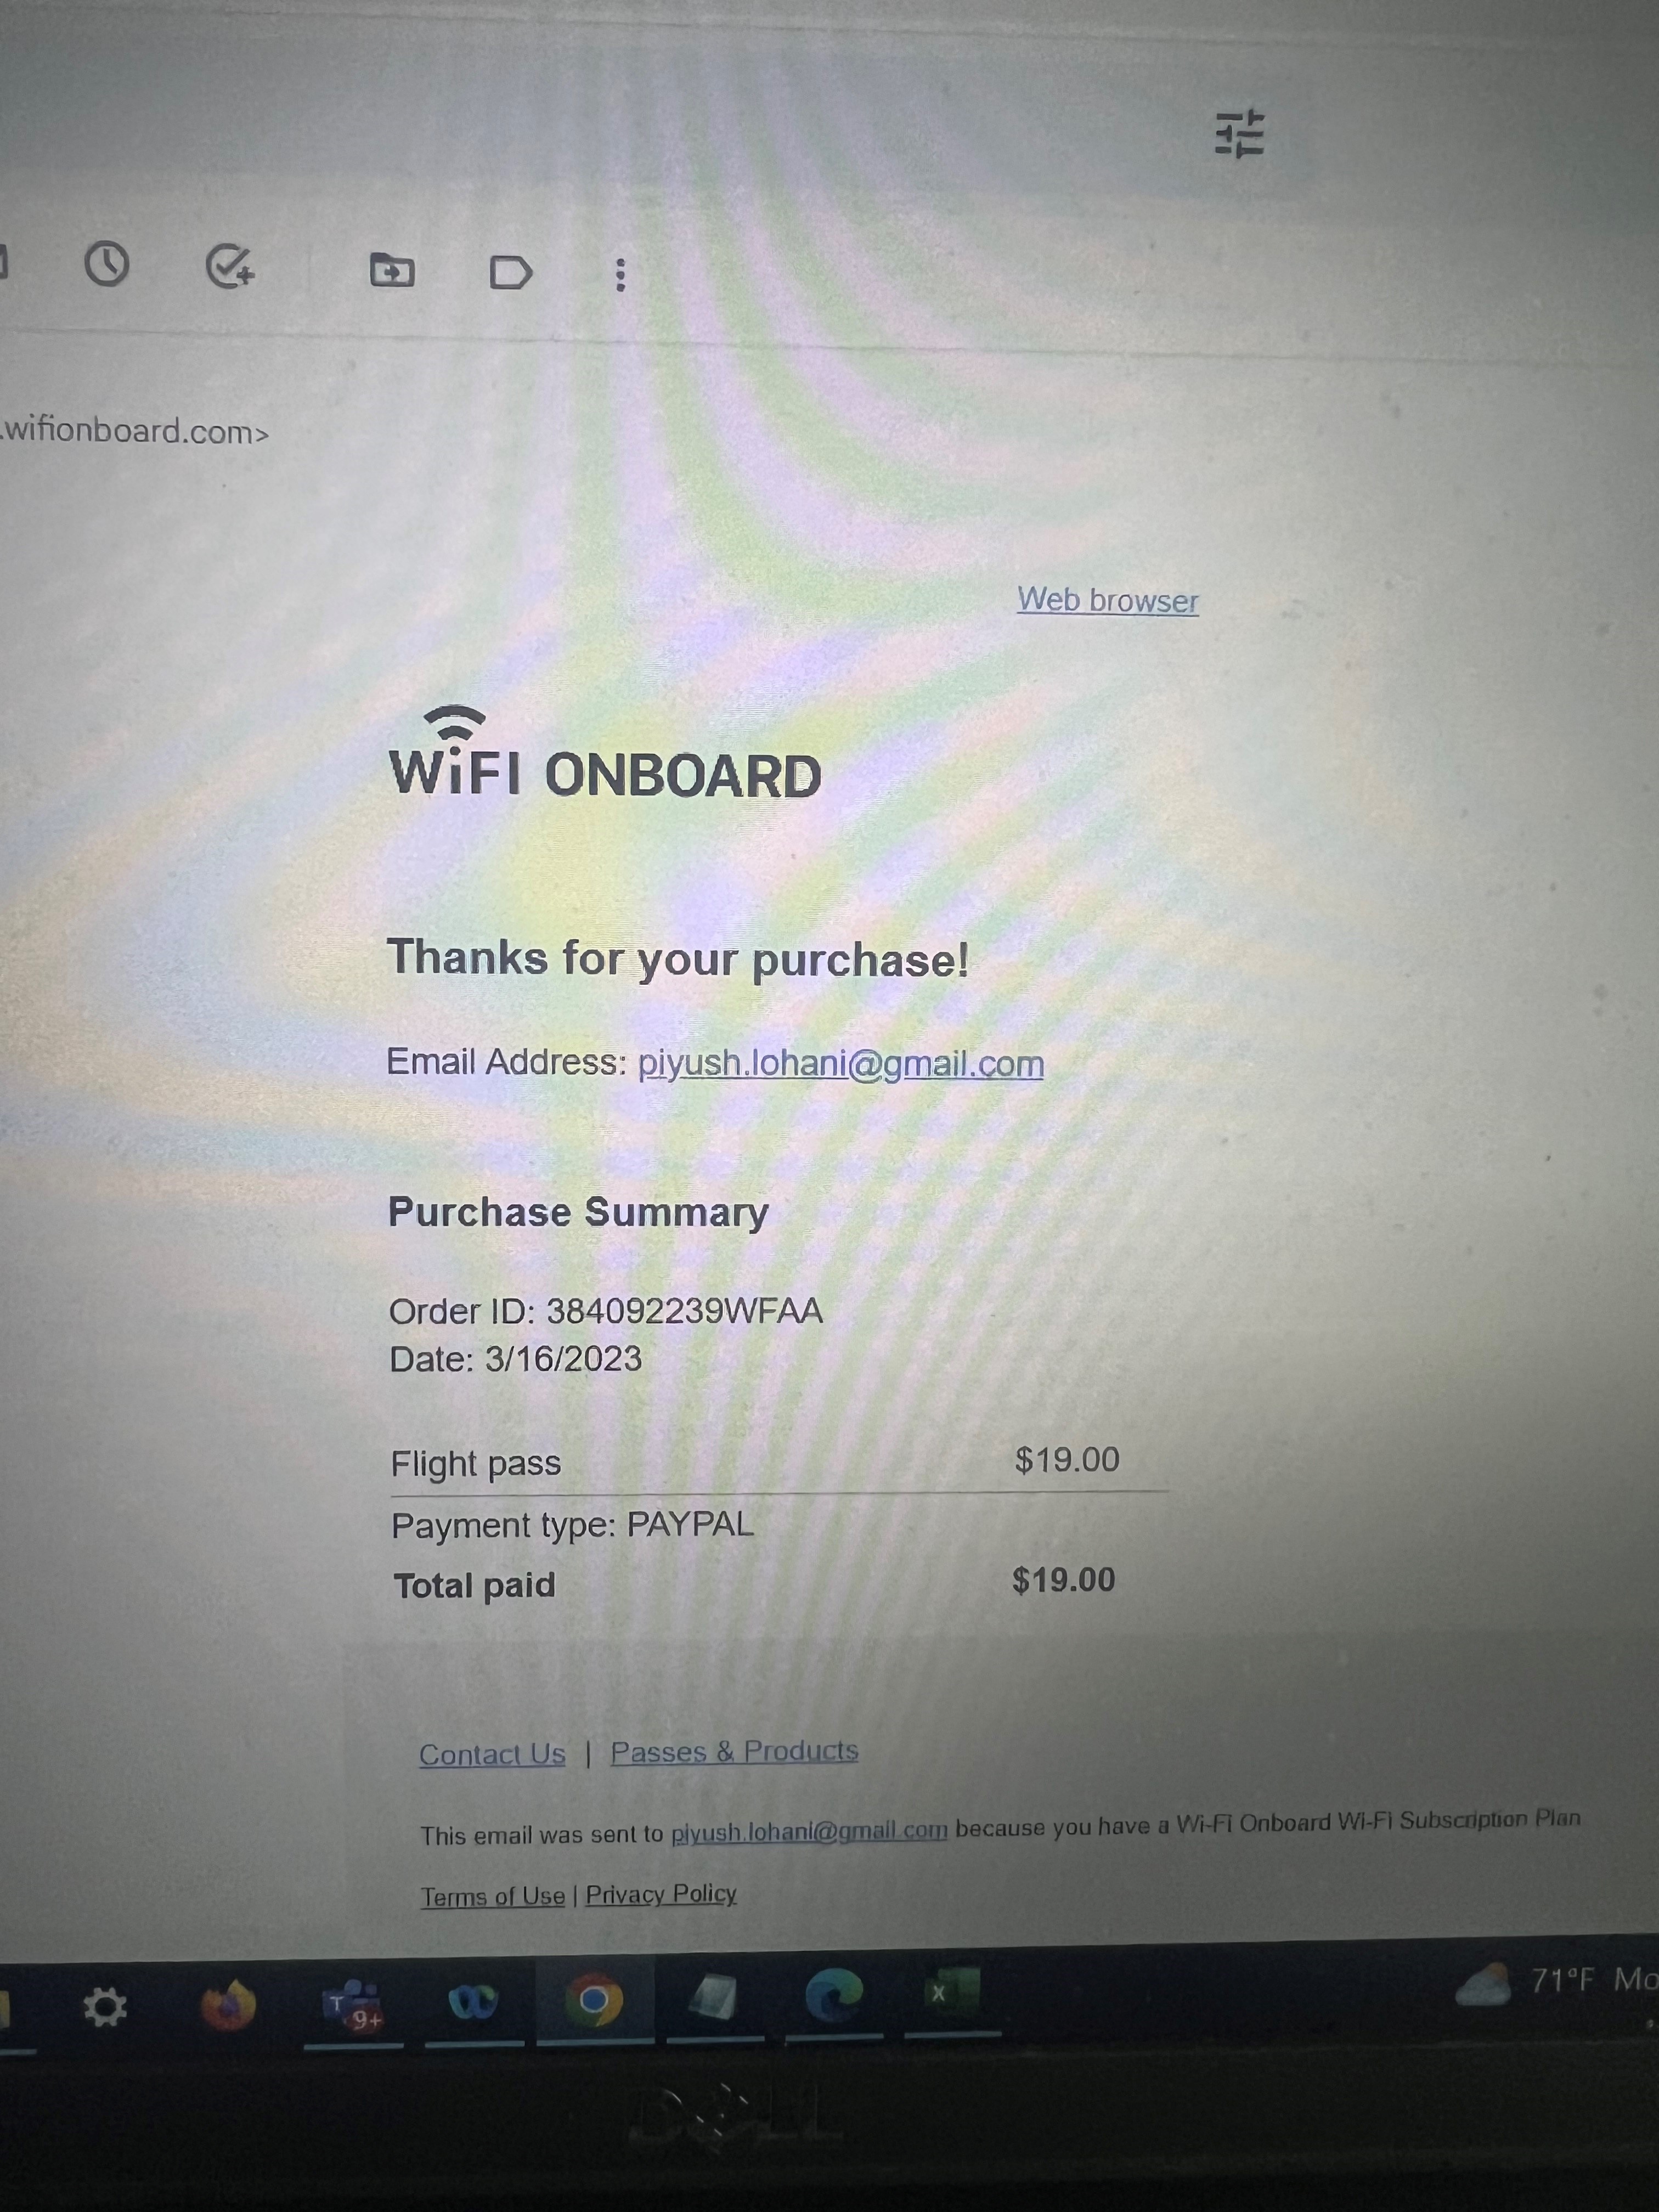 .wifionboard.com>
Web browser
WiFI ONBOARD
Thanks for your purchase!
Email Address: piyush.lohani@gmail.com
Purchase Summary
Order ID: 384092239WFAA
Date: 3/16/2023
Flight pass $19.00
Payment type: PAYPAL
Total paid $19.00
Contact Us | Passes & Products
This email was sent to piyush.lohani@gmail.com because you have a Wi-Fi Onboard Wi-Fi Subscription Plan
Terms of Use | Privacy Policy
T 9+ X 71°F Mo
DELL